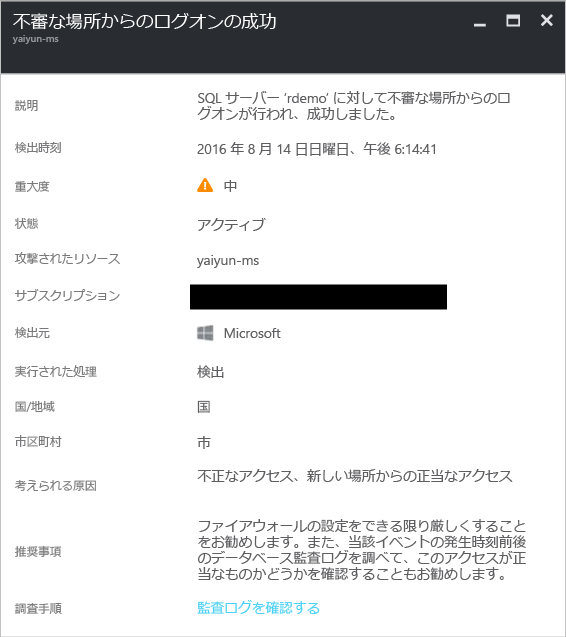 不審な場所からのログオンの成功
yaiyun-ms
説明
SQL サーバー ‘rdemo’ に対して不審な場所からのロ
グオンが行われ、成功しました。
検出時刻
2016 年 8 月 14 日日曜日、午後 6:14:41
重大度
中
状態
アクティブ
攻撃されたリソース
yaiyun-ms
サブスクリプション
検出元
Microsoft
実行された処理
検出
国/地域
国
市区町村
市
考えられる原因
不正なアクセス、新しい場所からの正当なアクセス
推奨事項
ファイアウォールの設定をできる限り厳しくすること
をお勧めします。また、当該イベントの発生時刻前後
のデータベース監査ログを調べて、このアクセスが正
当なものかどうかを確認することもお勧めします。
調査手順
監査ログを確認する